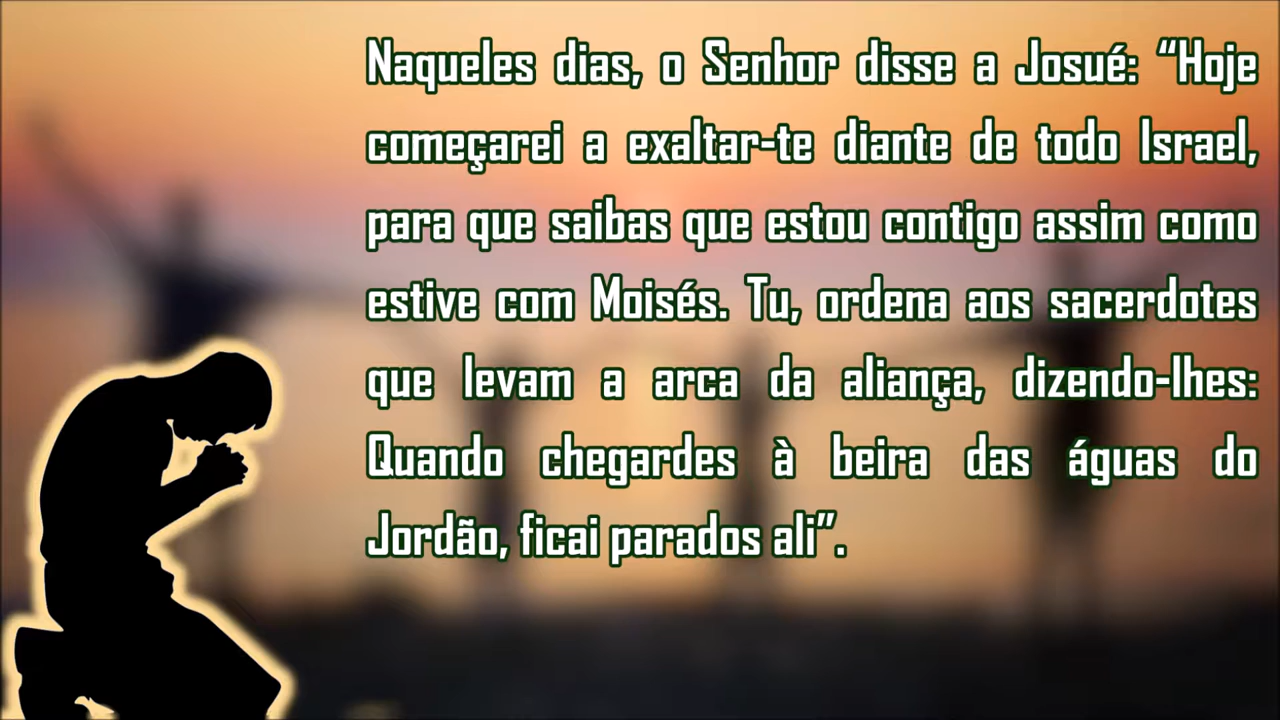 Naqueles dias, o Senhor disse a Josué: “Hoje
começarei a exaltar-te diante de todo Israel,
para que saibas que estou contigo assim como
estive com Moisés. Tu, ordena aos sacerdotes
que levam a arca da aliança, dizendo-lhes:
Quando chegardes à beira das águas do
Jordão, ficai parados ali”.